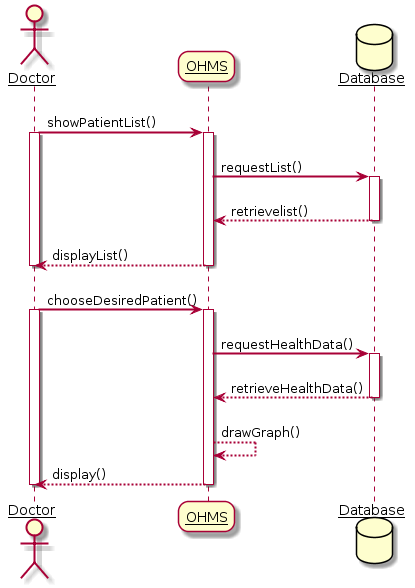 Doctor
OHMS
Database
showPatientList()
requestList()
retrievelist()
displayList()
chooseDesiredPatient()
requestHealthData()
retrieveHealthData()
drawGraph()
display()
Doctor
OHMS
Database